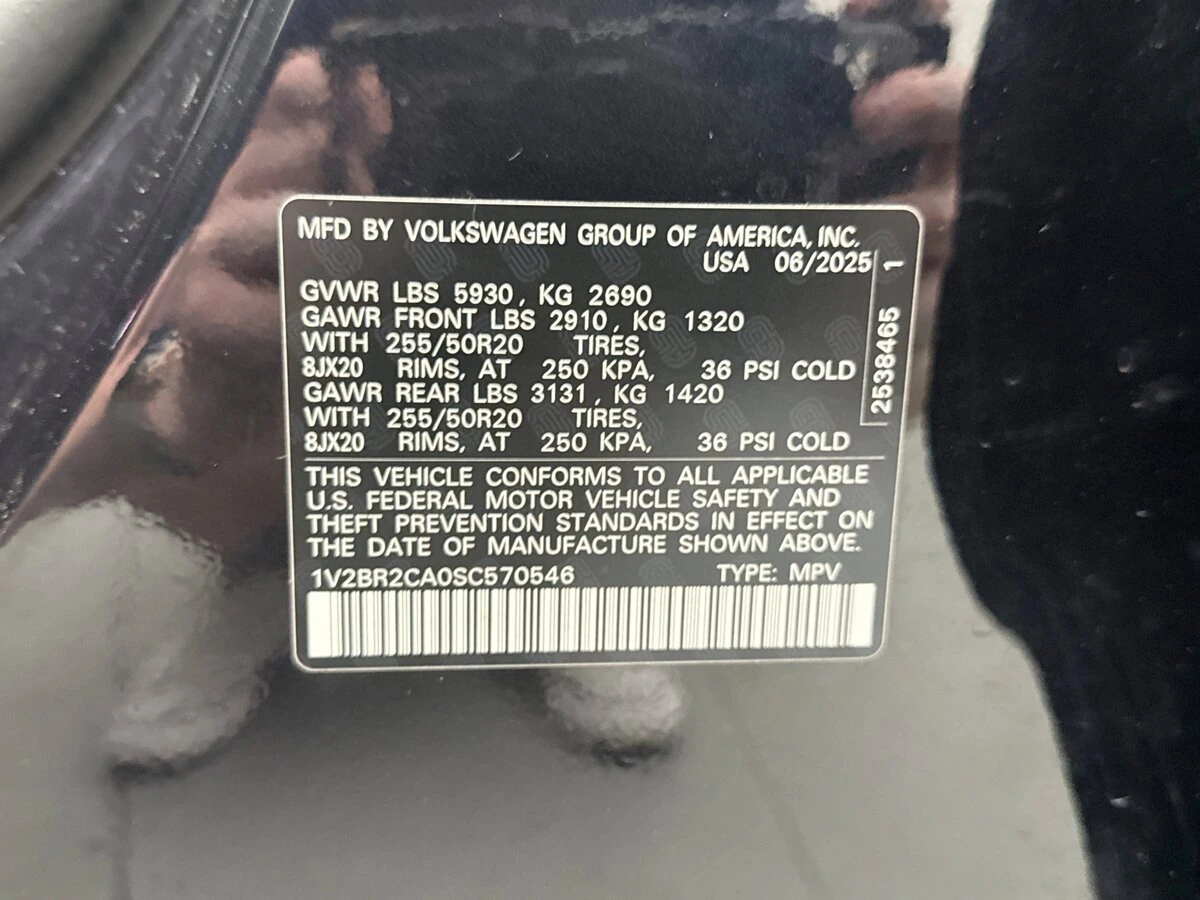 MFD BY VOLKSWAGEN GROUP OF AMERICA, INC.
USA 06/2025
GVWR LBS 5930, KG 2690
GAWR FRONT LBS 2910, KG 1320
WITH 255/50R20 TIRES,
8JX20 RIMS, AT 250 KPA, 36 PSI COLD
GAWR REAR LBS 3131, KG 1420
WITH 255/50R20 TIRES,
8JX20 RIMS, AT 250 KPA, 36 PSI COLD
THIS VEHICLE CONFORMS TO ALL APPLICABLE
U.S. FEDERAL MOTOR VEHICLE SAFETY AND
THEFT PREVENTION STANDARDS IN EFFECT ON
THE DATE OF MANUFACTURE SHOWN ABOVE.
1V2BR2CA0SC570546 TYPE: MPV
2538465 1